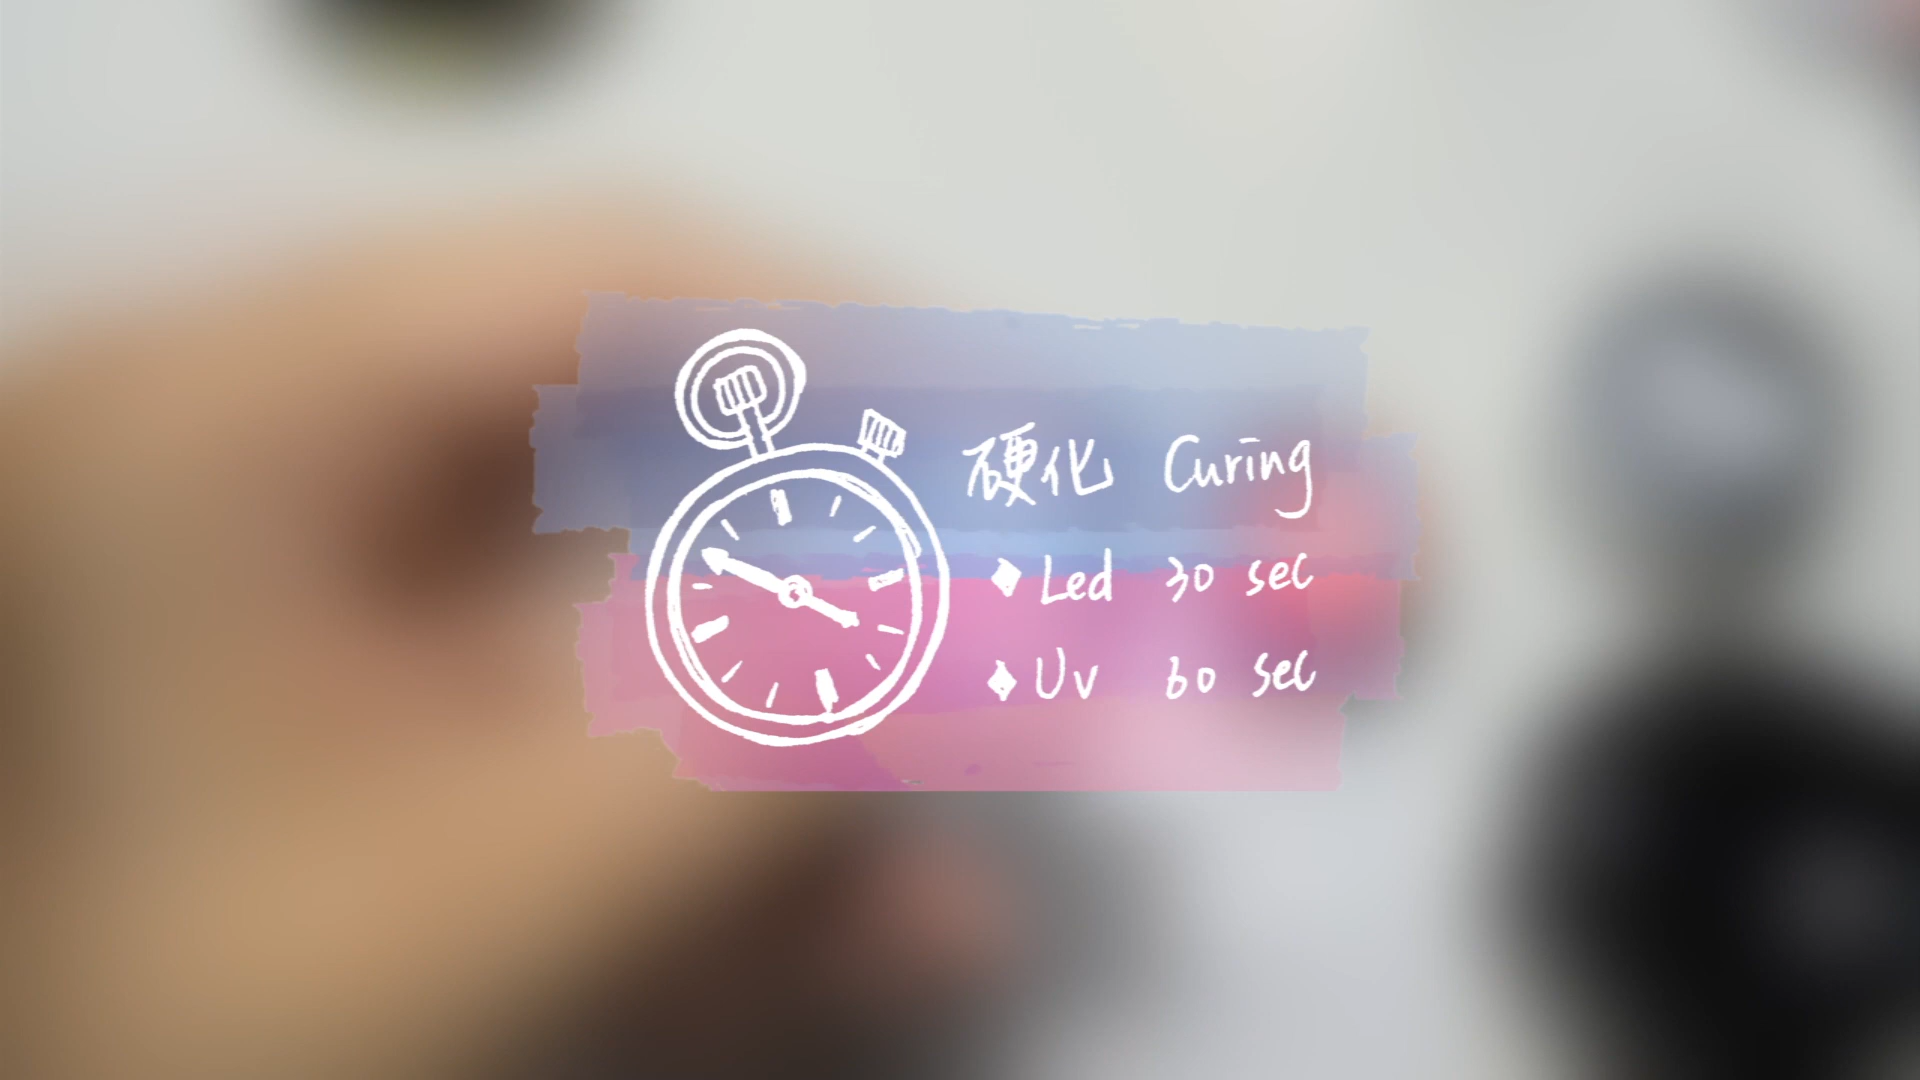 硬化 Curing
◆ Led 30 sec
◆ Uv 60 sec